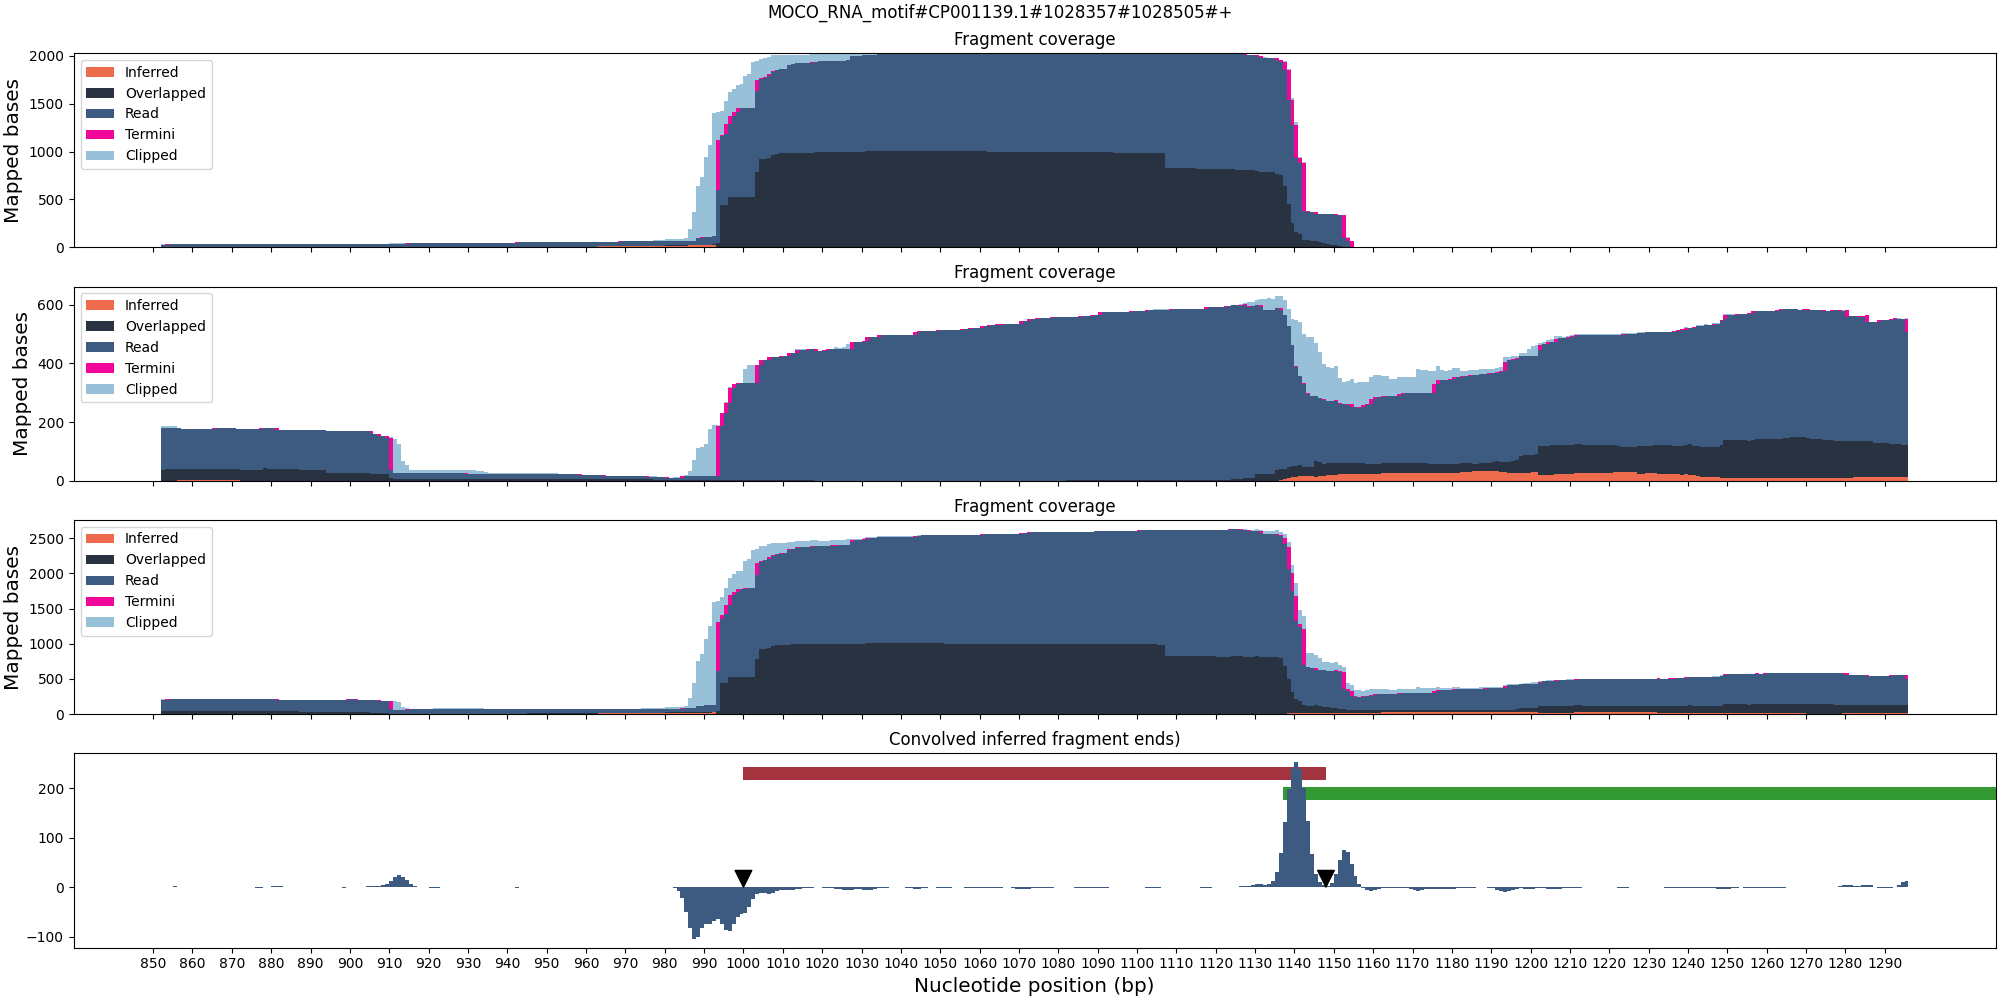 MOCO_RNA_motif#CP001139.1#1028357#1028505#+
Fragment coverage
Mapped bases
2000
1500
1000
500
0
Inferred
Overlapped
Read
Termini
Clipped
Fragment coverage
Mapped bases
600
400
200
0
Inferred
Overlapped
Read
Termini
Clipped
Fragment coverage
Mapped bases
2500
2000
1500
1000
500
0
Inferred
Overlapped
Read
Termini
Clipped
Convolved inferred fragment ends)
200
100
0
−100
850 860 870 880 890 900 910 920 930 940 950 960 970 980 990 1000 1010 1020 1030 1040 1050 1060 1070 1080 1090 1100 1110 1120 1130 1140 1150 1160 1170 1180 1190 1200 1210 1220 1230 1240 1250 1260 1270 1280 1290
Nucleotide position (bp)